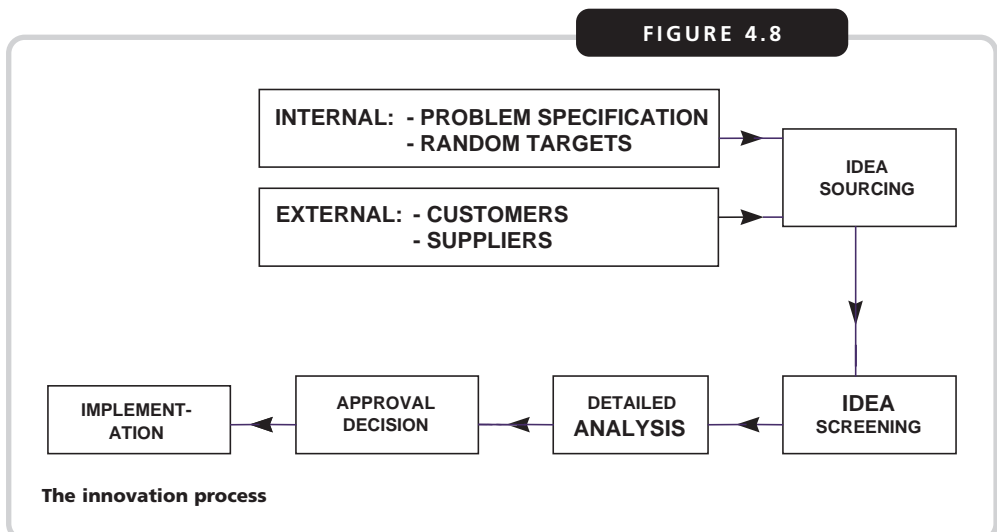 FIGURE 4.8
INTERNAL: - PROBLEM SPECIFICATION
- RANDOM TARGETS
IDEA
SOURCING
EXTERNAL: - CUSTOMERS
- SUPPLIERS
IMPLEMENT-
ATION
APPROVAL
DECISION
DETAILED
ANALYSIS
IDEA
SCREENING
The innovation process